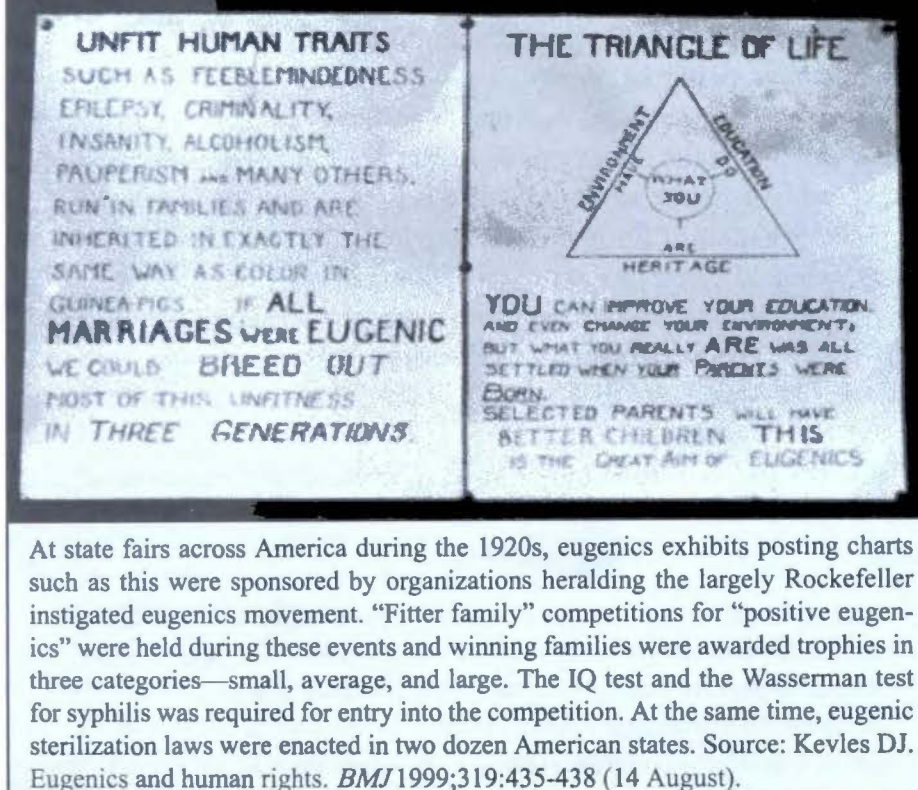 UNFIT HUMAN TRAITS
SUCH AS FEEBLEMINDEDNESS
EPILEPSY, CRIMINALITY,
INSANITY, ALCOHOLISM,
PAUPERISM AND MANY OTHERS,
RUN IN FAMILIES AND ARE
INHERITED IN EXACTLY THE
SAME WAY AS COLOR IN
GUINEA PIGS. IF ALL
MARRIAGES WERE EUGENIC
WE COULD BREED OUT
MOST OF THIS UNFITNESS
IN THREE GENERATIONS.
THE TRIANGLE OF LIFE
ENVIRONMENT
EDUCATION
HAVE
DID
WHAT
YOU
ARE
HERITAGE
YOU CAN IMPROVE YOUR EDUCATION.
AND EVEN CHANGE YOUR ENVIRONMENT,
BUT WHAT YOU REALLY ARE WAS ALL
SETTLED WHEN YOUR PARENTS WERE
BORN.
SELECTED PARENTS WILL HAVE
BETTER CHILDREN THIS
IS THE GREAT AIM OF EUGENICS
At state fairs across America during the 1920s, eugenics exhibits posting charts
such as this were sponsored by organizations heralding the largely Rockefeller
instigated eugenics movement. “Fitter family” competitions for “positive eugen-
ics” were held during these events and winning families were awarded trophies in
three categories—small, average, and large. The IQ test and the Wasserman test
for syphilis was required for entry into the competition. At the same time, eugenic
sterilization laws were enacted in two dozen American states. Source: Kevles DJ.
Eugenics and human rights. BMJ 1999;319:435-438 (14 August).